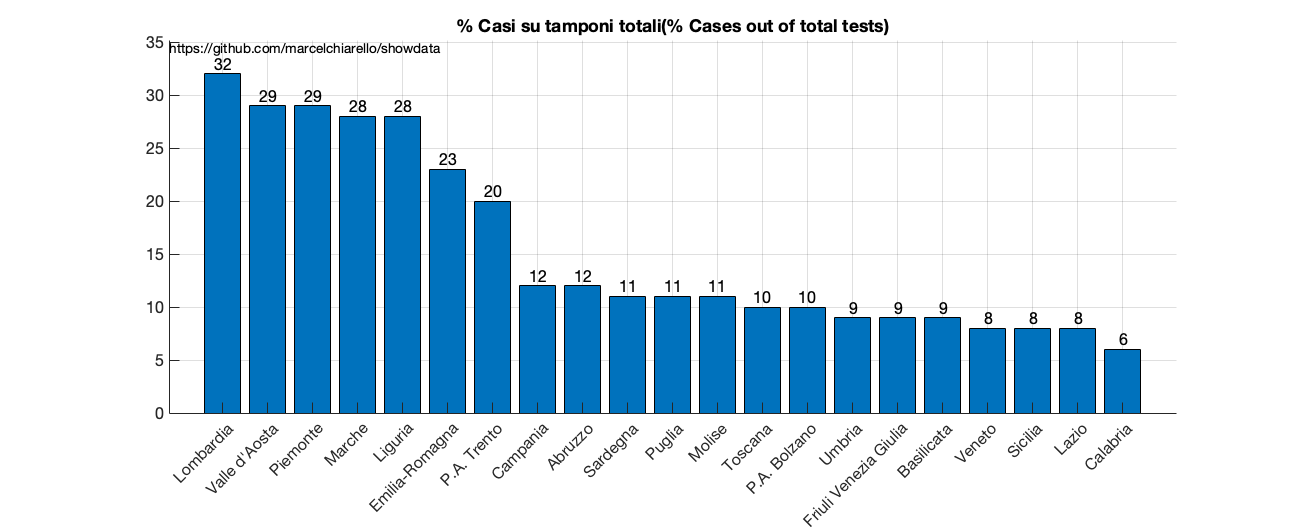 % Casi su tamponi totali(% Cases out of total tests)
https://github.com/marcelchiarello/showdata
35
30
25
20
15
10
5
0
32
29
29
28
28
23
20
12
12
11
11
11
10
10
9
9
9
8
8
8
6
Lombardia
Valle d'Aosta
Piemonte
Marche
Liguria
Emilia-Romagna
P.A. Trento
Campania
Abruzzo
Sardegna
Puglia
Molise
Toscana
P.A. Bolzano
Umbria
Friuli Venezia Giulia
Basilicata
Veneto
Sicilia
Lazio
Calabria